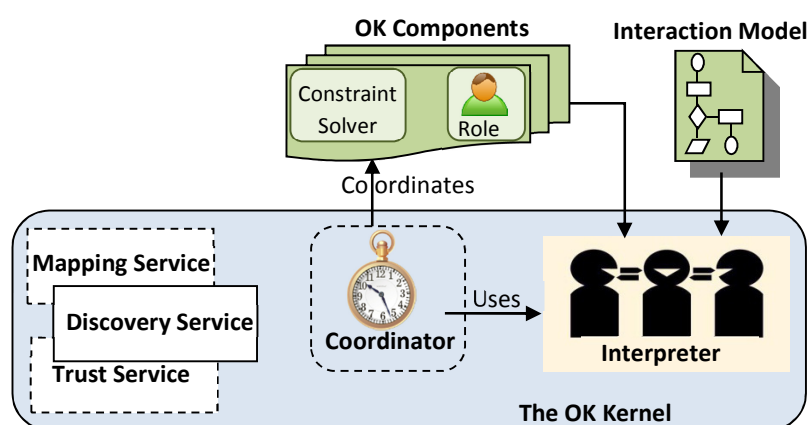 OK Components
Interaction Model
Constraint
Solver
Role
Coordinates
Mapping Service
Discovery Service
Trust Service
Coordinator
Uses
Interpreter
The OK Kernel